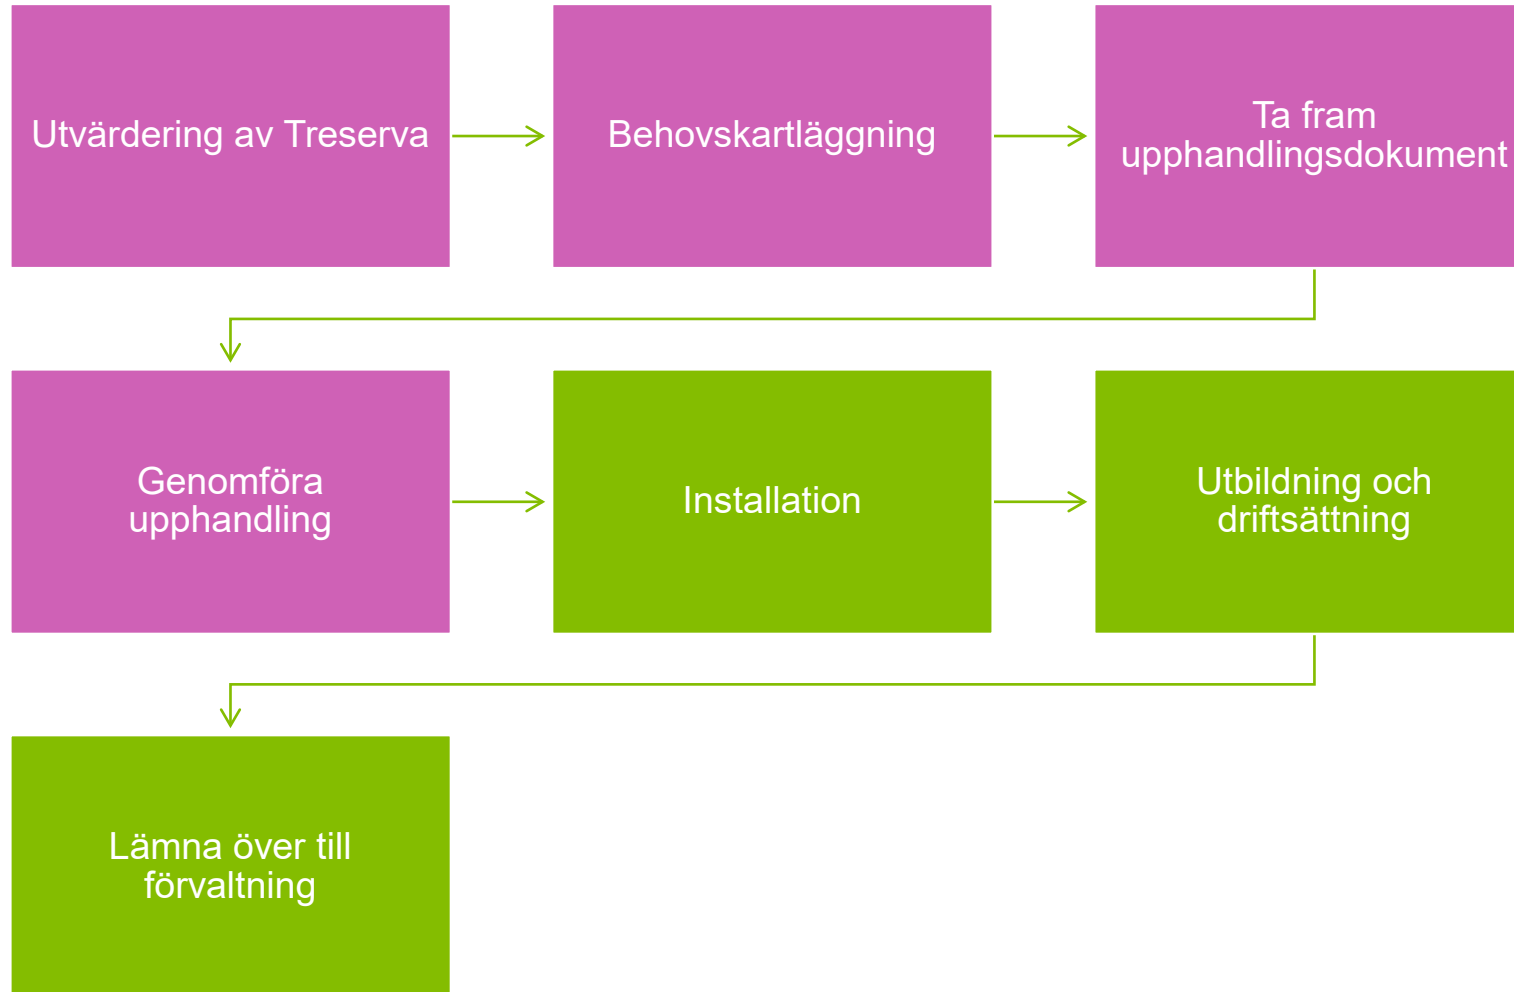 Utvärdering av Treserva
Behovskartläggning
Ta fram
upphandlingsdokument
Genomföra
upphandling
Installation
Utbildning och
driftsättning
Lämna över till
förvaltning